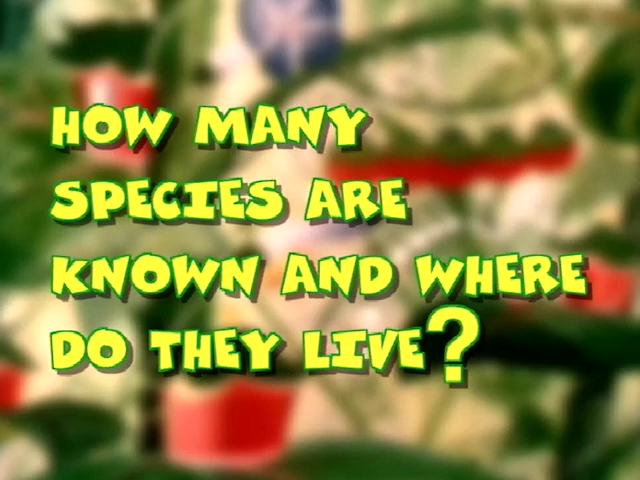 HOW MANY
SPECIES ARE
KNOWN AND WHERE
DO THEY LIVE?